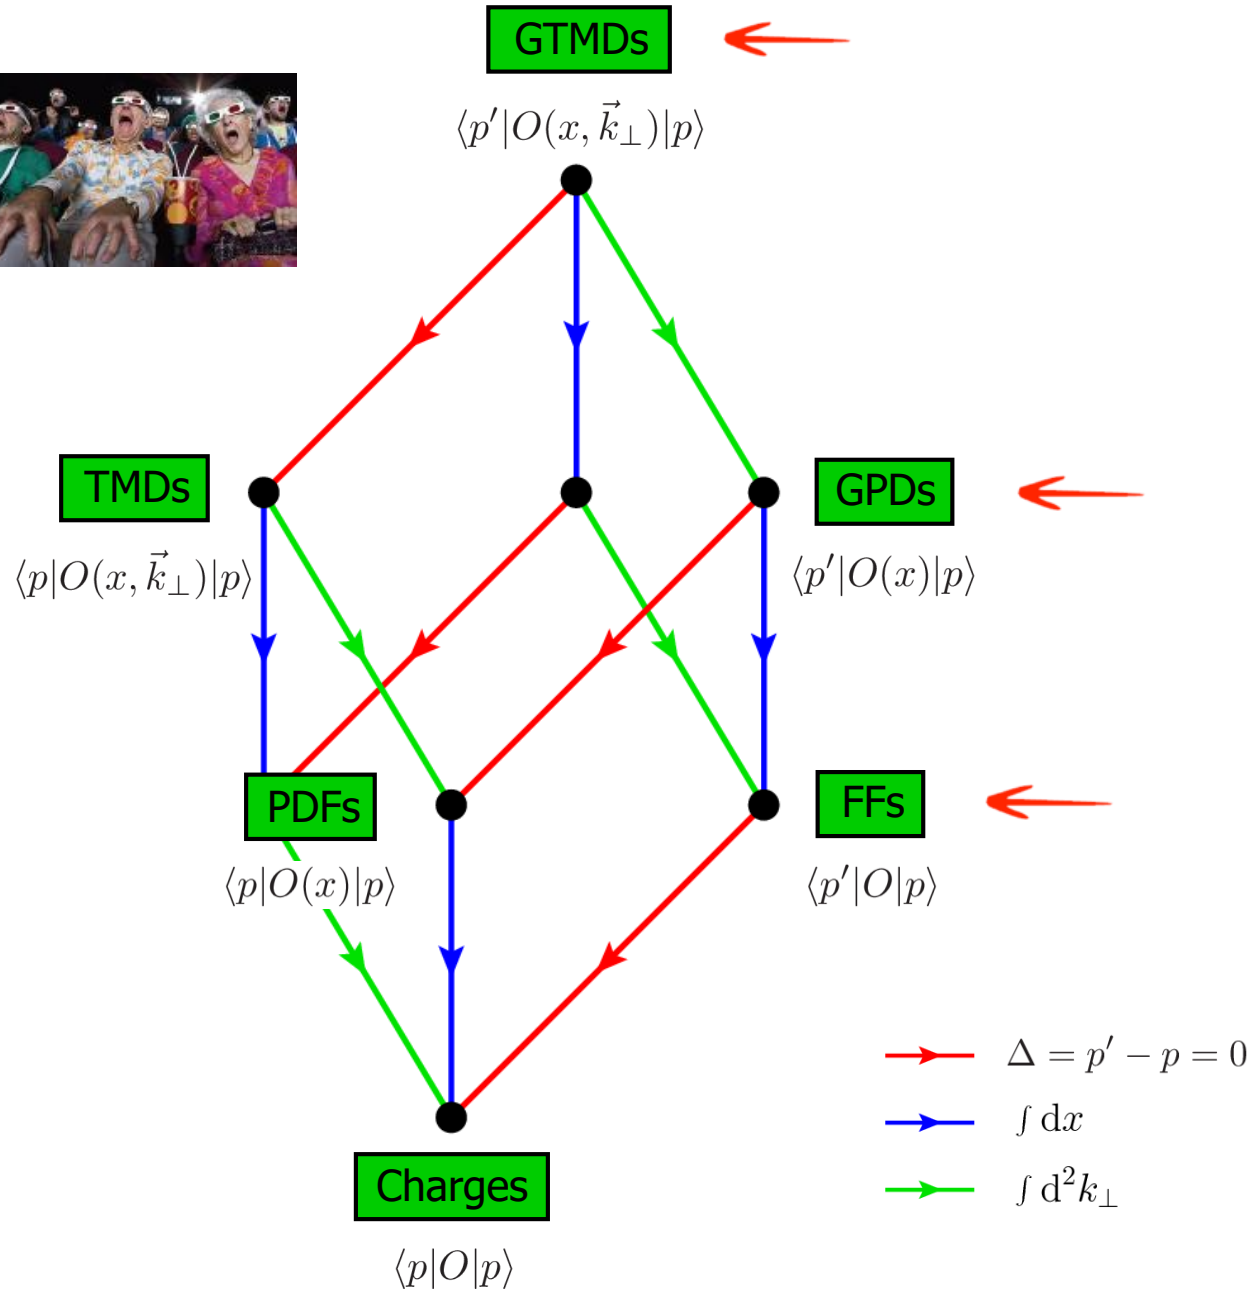 GTMDs
⟨p′|O(x, k⃗⊥)|p⟩
TMDs
GPDs
⟨p|O(x, k⃗⊥)|p⟩
⟨p′|O(x)|p⟩
PDFs
FFs
⟨p|O(x)|p⟩
⟨p′|O|p⟩
Δ = p′ − p = 0
∫ dx
∫ d²k⊥
Charges
⟨p|O|p⟩